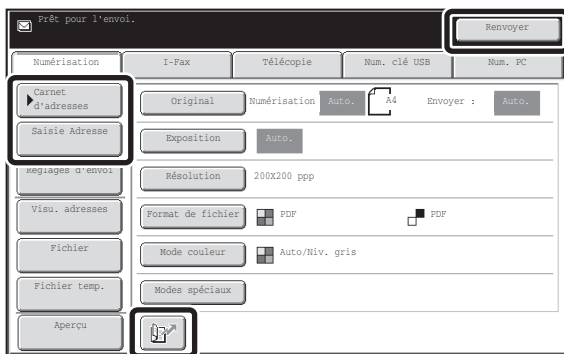 Prêt pour l'envoi.
Renvoyer
Numérisation
I-Fax
Télécopie
Num. clé USB
Num. PC
Carnet
d'adresses
Original
Numérisation
Auto.
A4
Envoyer :
Auto.
Saisie Adresse
Exposition
Auto.
Réglages d'envoi
Résolution
200X200 ppp
Visu. adresses
Format de fichier
PDF
PDF
Fichier
Mode couleur
Auto/Niv. gris
Fichier temp.
Modes spéciaux
Aperçu